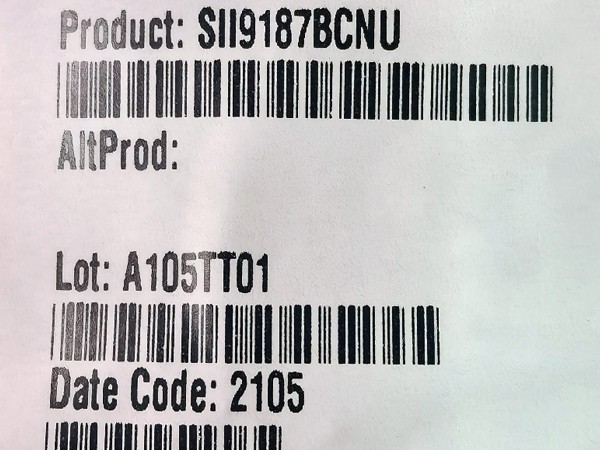 Product: SII9187BCNU
AltProd:
Lot: A105TT01
Date Code: 2105